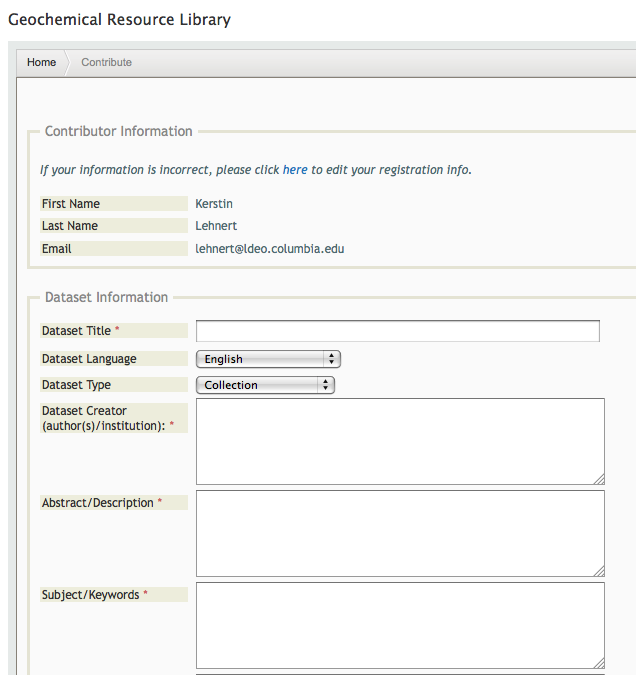 Geochemical Resource Library
Home Contribute
Contributor Information
If your information is incorrect, please click here to edit your registration info.
First Name Kerstin
Last Name Lehnert
Email lehnert@ldeo.columbia.edu
Dataset Information
Dataset Title *
Dataset Language English
Dataset Type Collection
Dataset Creator
(author(s)/institution): *
Abstract/Description *
Subject/Keywords *